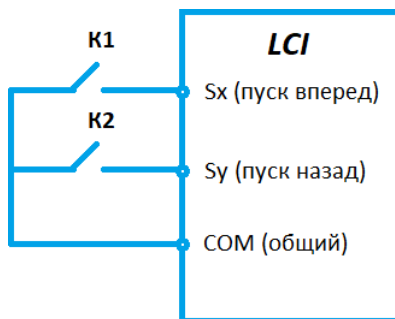 К1
LCI
Sx (пуск вперед)
К2
Sy (пуск назад)
COM (общий)